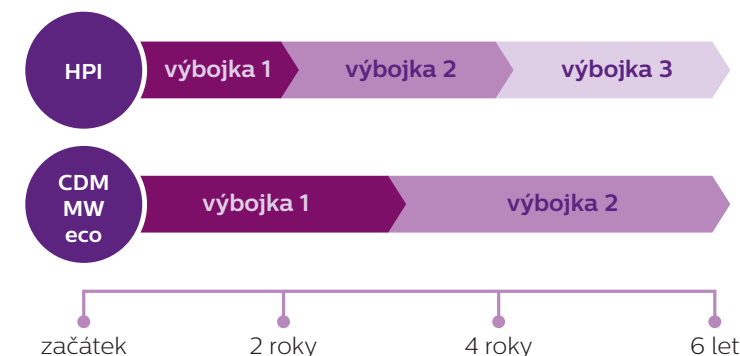 HPI
výbojka 1
výbojka 2
výbojka 3
CDM
MW
eco
výbojka 1
výbojka 2
začátek
2 roky
4 roky
6 let